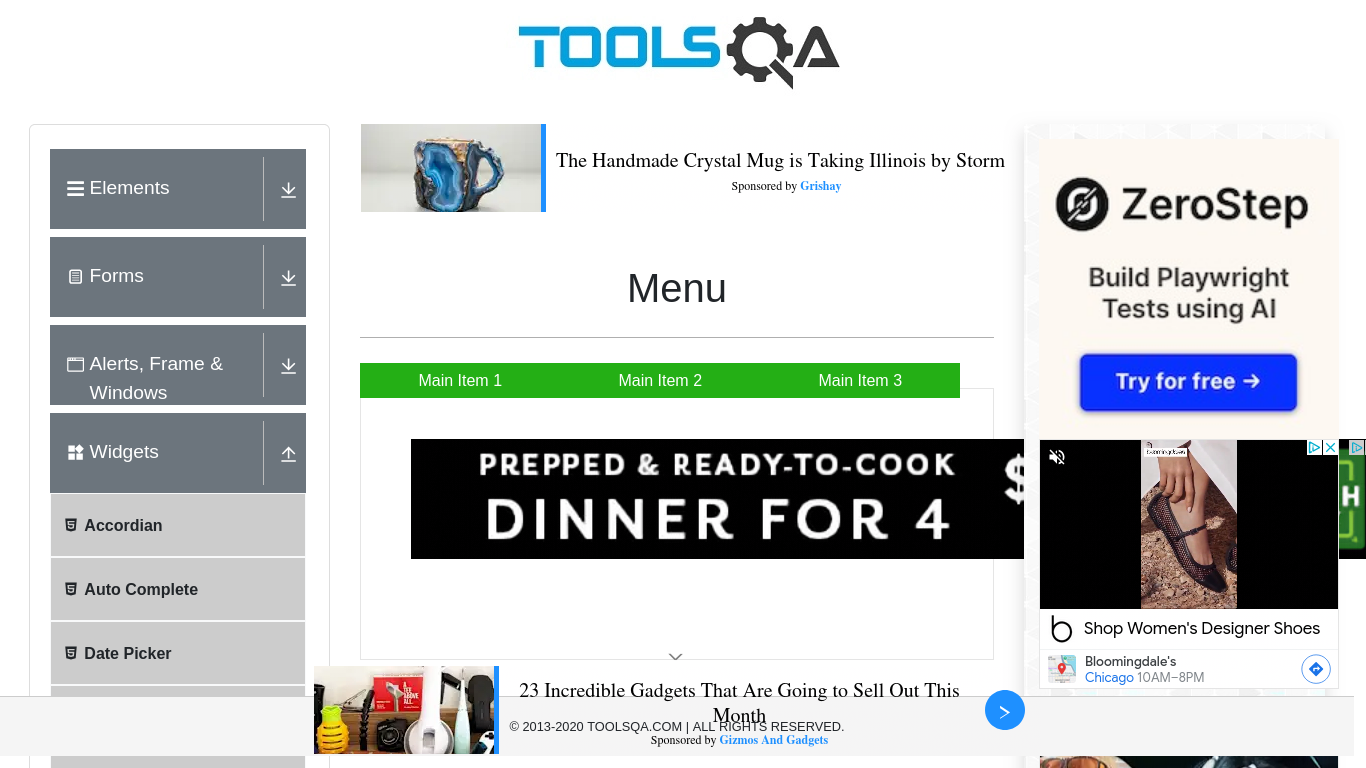 TOOLSQA
Elements
Forms
Alerts, Frame &
Windows
Widgets
Accordian
Auto Complete
Date Picker
The Handmade Crystal Mug is Taking Illinois by Storm
Sponsored by Grishay
Menu
Main Item 1
Main Item 2
Main Item 3
PREPPED & READY-TO-COOK
DINNER FOR 4
$
H
23 Incredible Gadgets That Are Going to Sell Out This
Month
Sponsored by Gizmos And Gadgets
© 2013-2020 TOOLSQA.COM | ALL RIGHTS RESERVED.
ZeroStep
Build Playwright
Tests using AI
Try for free →
bloomingdale's
Shop Women's Designer Shoes
Bloomingdale's
Chicago 10AM–8PM